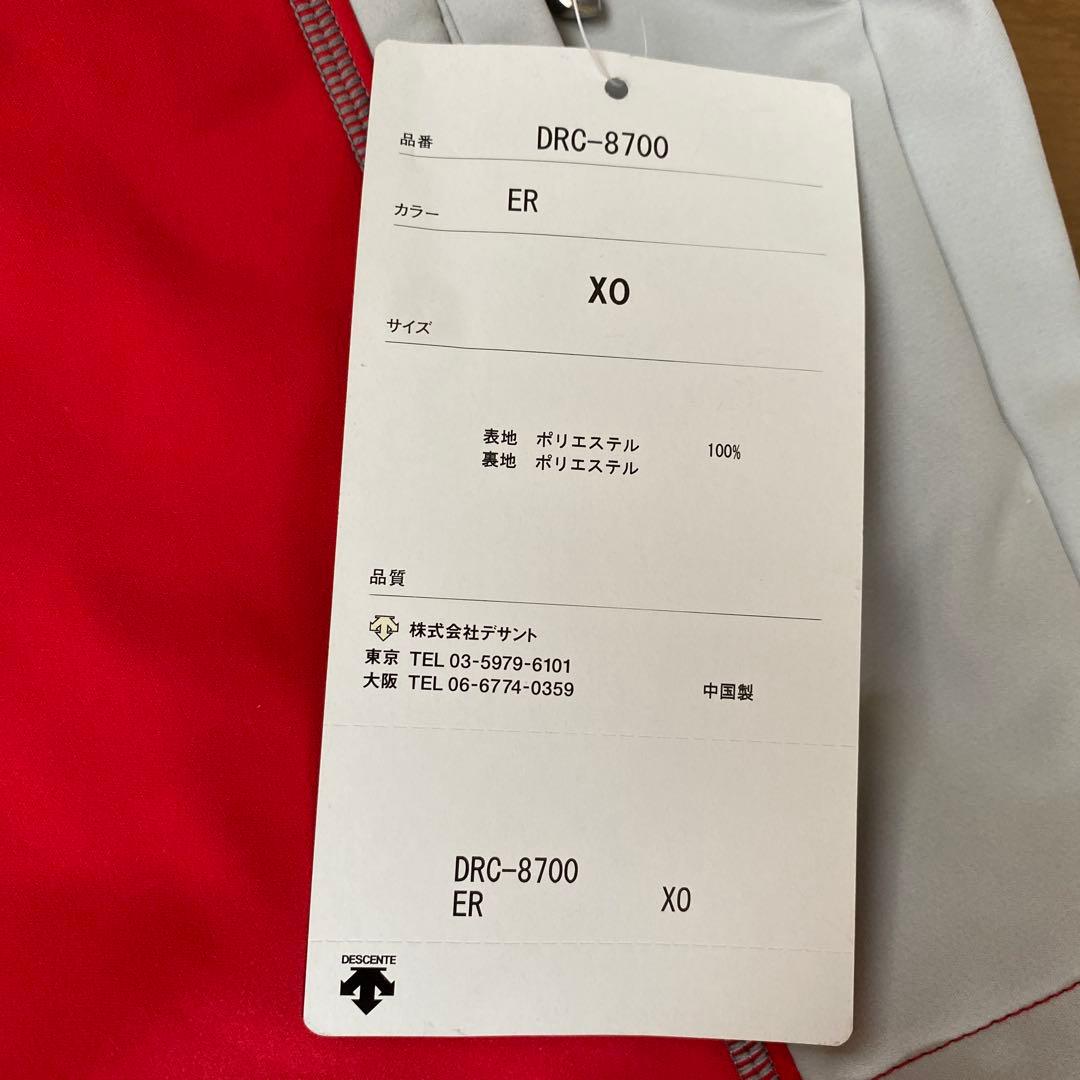 品番 DRC-8700
カラー ER
XO
サイズ
表地 ポリエステル 100%
裏地 ポリエステル
品質
株式会社デサント
東京 TEL 03-5979-6101
大阪 TEL 06-6774-0359 中国製
DRC-8700
ER XO
DESCENTE